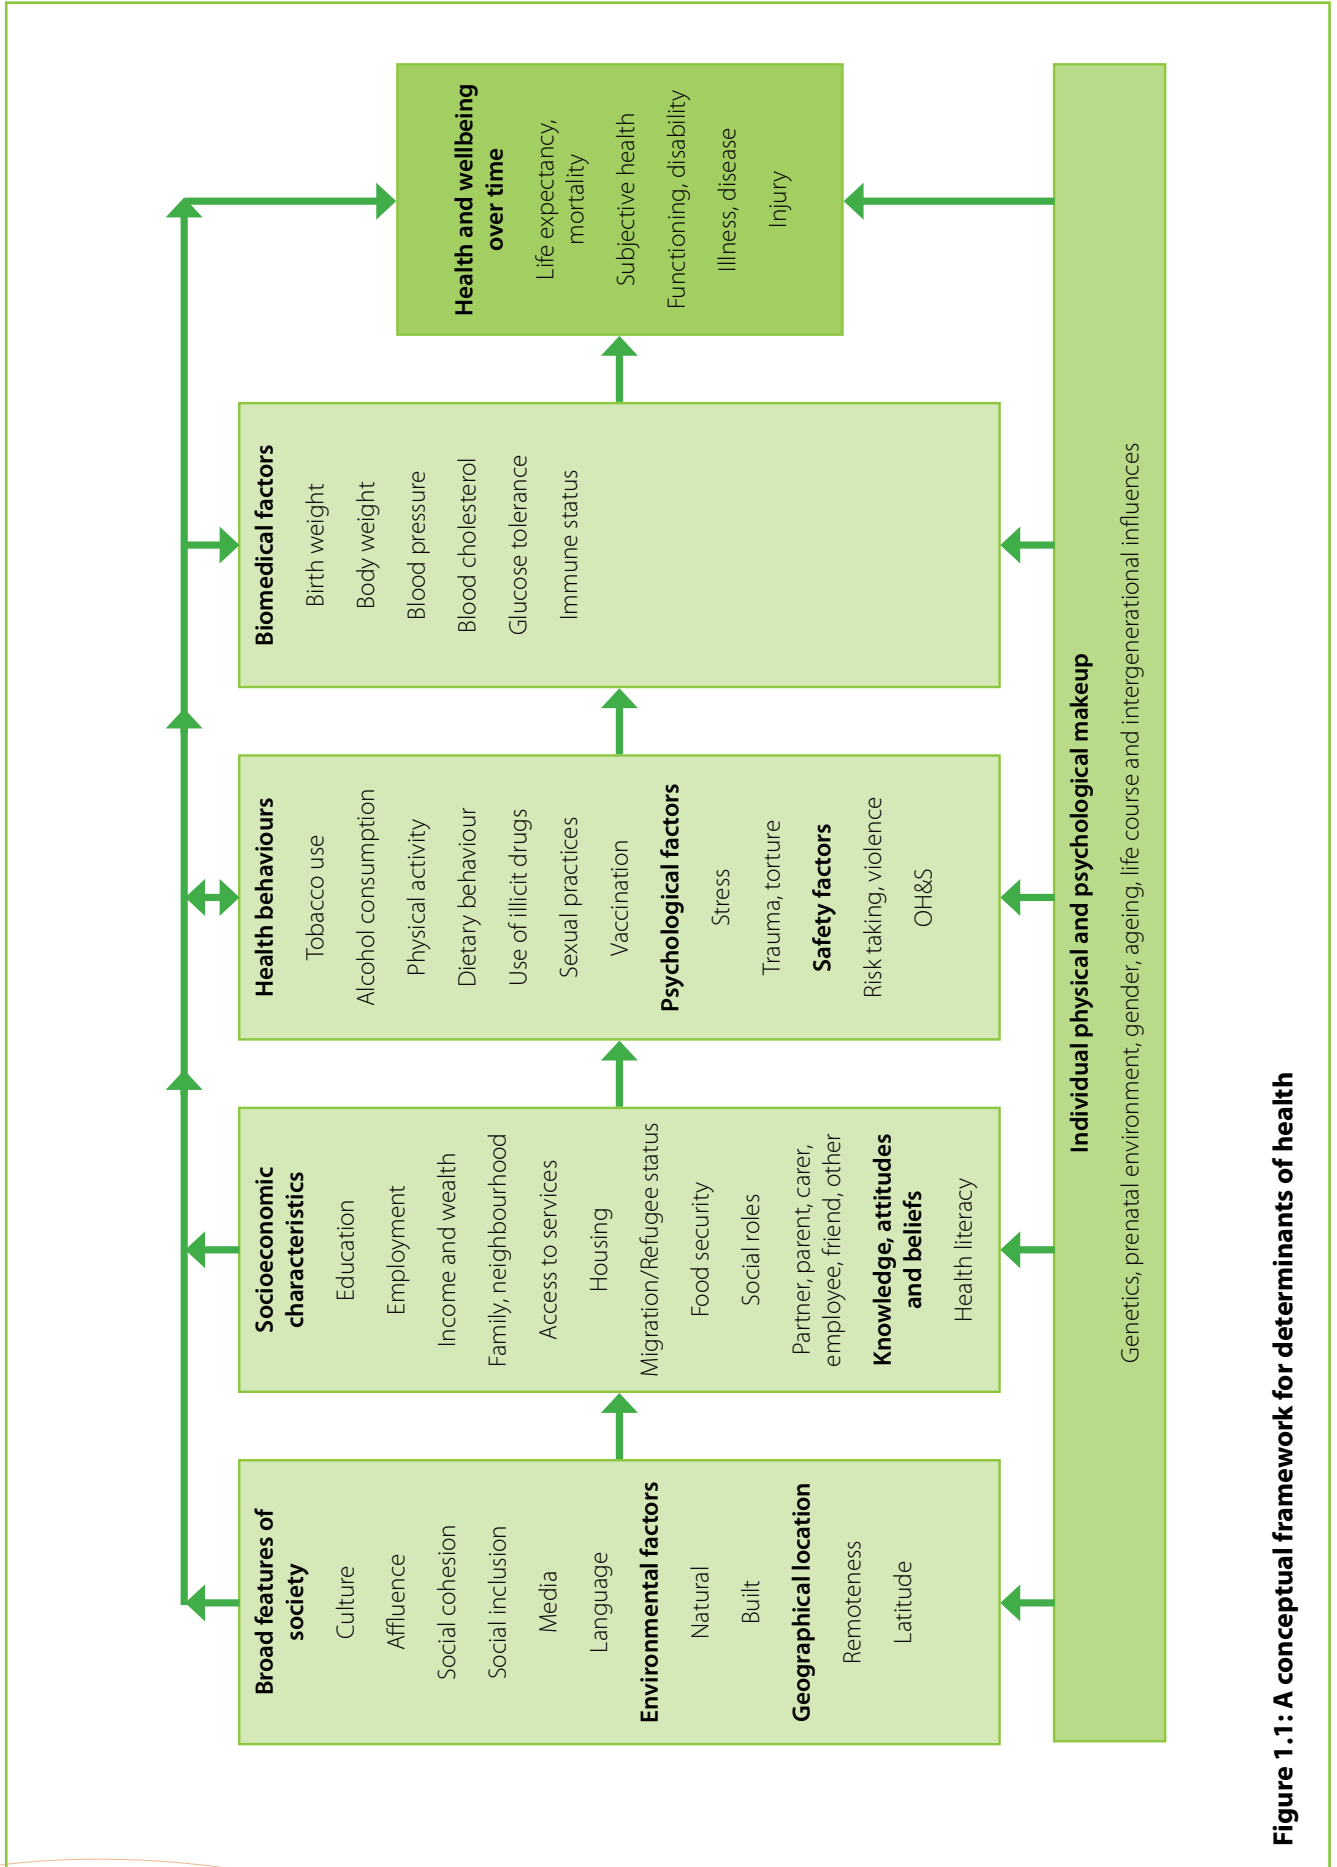 Broad features of
society
Culture
Affluence
Social cohesion
Social inclusion
Media
Language
Environmental factors
Natural
Built
Geographical location
Remoteness
Latitude
Socioeconomic
characteristics
Education
Employment
Income and wealth
Family, neighbourhood
Access to services
Housing
Migration/Refugee status
Food security
Social roles
Partner, parent, carer,
employee, friend, other
Knowledge, attitudes
and beliefs
Health literacy
Health behaviours
Tobacco use
Alcohol consumption
Physical activity
Dietary behaviour
Use of illicit drugs
Sexual practices
Vaccination
Psychological factors
Stress
Trauma, torture
Safety factors
Risk taking, violence
OH&S
Biomedical factors
Birth weight
Body weight
Blood pressure
Blood cholesterol
Glucose tolerance
Immune status
Health and wellbeing
over time
Life expectancy,
mortality
Subjective health
Functioning, disability
Illness, disease
Injury
Individual physical and psychological makeup
Genetics, prenatal environment, gender, ageing, life course and intergenerational influences
Figure 1.1: A conceptual framework for determinants of health